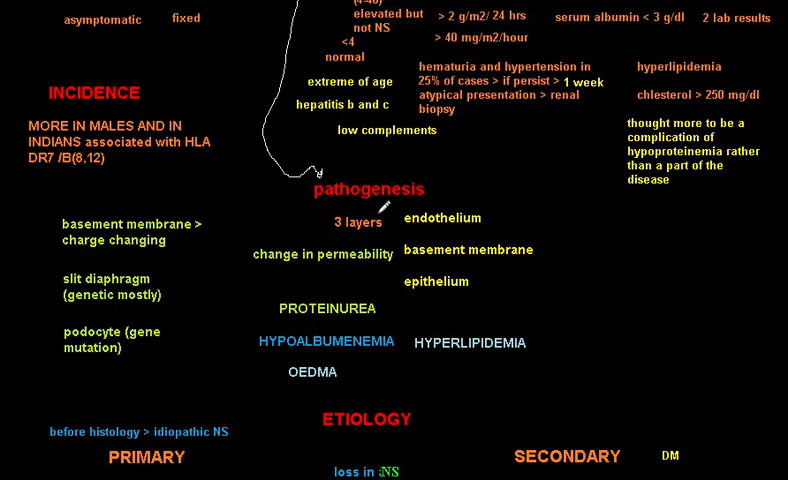 (4-40)
asymptomatic
fixed
elevated but
not NS
> 2 g/m2/ 24 hrs
serum albumin < 3 g/dl
2 lab results
<4
normal
> 40 mg/m2/hour
extreme of age
hematuria and hypertension in
25% of cases > if persist > 1 week
atypical presentation > renal
biopsy
hyperlipidemia
INCIDENCE
hepatitis b and c
chlesterol > 250 mg/dl
MORE IN MALES AND IN
INDIANS associated with HLA
DR7 /B(8,12)
low complements
thought more to be a
complication of
hypoproteinemia rather
than a part of the
disease
pathogenesis
3 layers
endothelium
basement membrane >
charge changing
change in permeability
basement membrane
slit diaphragm
(genetic mostly)
epithelium
PROTEINUREA
podocyte (gene
mutation)
HYPOALBUMENEMIA
HYPERLIPIDEMIA
OEDMA
ETIOLOGY
before histology > idiopathic NS
PRIMARY
SECONDARY
DM
loss in NS